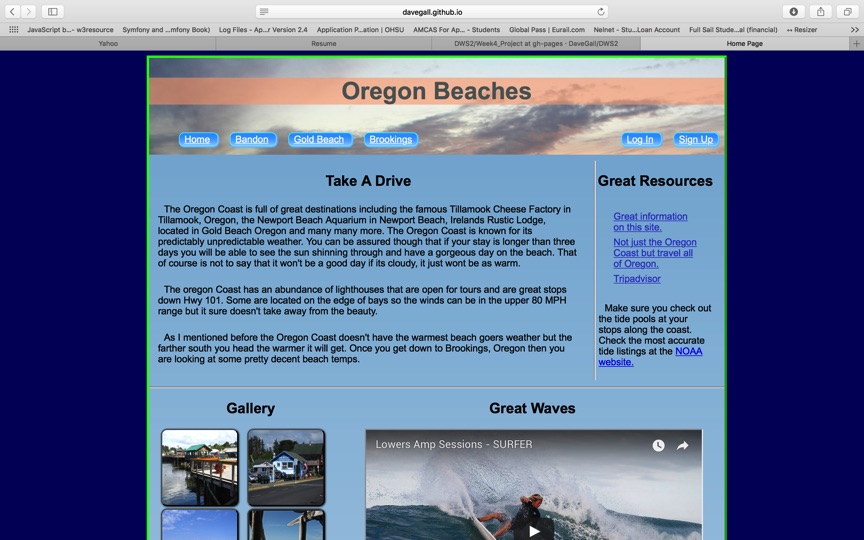 davegall.github.io
JavaScript b...- w3resource Symfony and ...mfony Book) Log Files - Ap...r Version 2.4 Application P...ation | OHSU AMCAS For Ap... - Students Global Pass | Eurail.com Nelnet - Stu...Loan Account Full Sail Stude...al (financial) ↔ Resizer >>
Yahoo Resume DWS2/Week4_Project at gh-pages · DaveGall/DWS2 Home Page +
Oregon Beaches
Home Bandon Gold Beach Brookings Log In Sign Up
Take A Drive
The Oregon Coast is full of great destinations including the famous Tillamook Cheese Factory in
Tillamook, Oregon, the Newport Beach Aquarium in Newport Beach, Irelands Rustic Lodge,
located in Gold Beach Oregon and many many more. The Oregon Coast is known for its
predictably unpredictable weather. You can be assured though that if your stay is longer than three
days you will be able to see the sun shinning through and have a gorgeous day on the beach. That
of course is not to say that it won't be a good day if its cloudy, it just wont be as warm.
The oregon Coast has an abundance of lighthouses that are open for tours and are great stops
down Hwy 101. Some are located on the edge of bays so the winds can be in the upper 80 MPH
range but it sure doesn't take away from the beauty.
As I mentioned before the Oregon Coast doesn't have the warmest beach goers weather but the
farther south you head the warmer it will get. Once you get down to Brookings, Oregon then you
are looking at some pretty decent beach temps.
Great Resources
Great information
on this site.
Not just the Oregon
Coast but travel all
of Oregon.
Tripadvisor
Make sure you check out
the tide pools at your
stops along the coast.
Check the most accurate
tide listings at the NOAA
website.
Gallery
Great Waves
Lowers Amp Sessions - SURFER